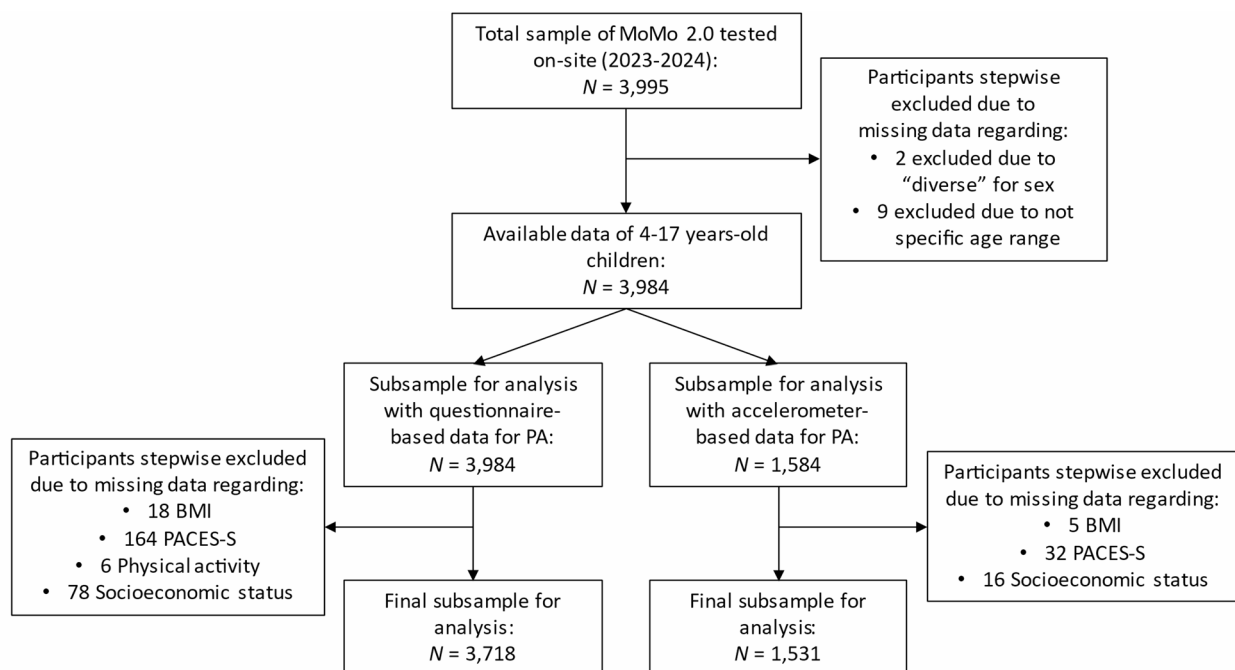 Total sample of MoMo 2.0 tested
on-site (2023-2024):
N = 3,995
Participants stepwise
excluded due to
missing data regarding:
• 2 excluded due to
“diverse” for sex
• 9 excluded due to not
specific age range
Available data of 4-17 years-old
children:
N = 3,984
Subsample for analysis
with questionnaire-
based data for PA:
N = 3,984
Subsample for analysis
with accelerometer-
based data for PA:
N = 1,584
Participants stepwise excluded
due to missing data regarding:
• 18 BMI
• 164 PACES-S
• 6 Physical activity
• 78 Socioeconomic status
Participants stepwise excluded
due to missing data regarding:
• 5 BMI
• 32 PACES-S
• 16 Socioeconomic status
Final subsample for
analysis:
N = 3,718
Final subsample for
analysis:
N = 1,531